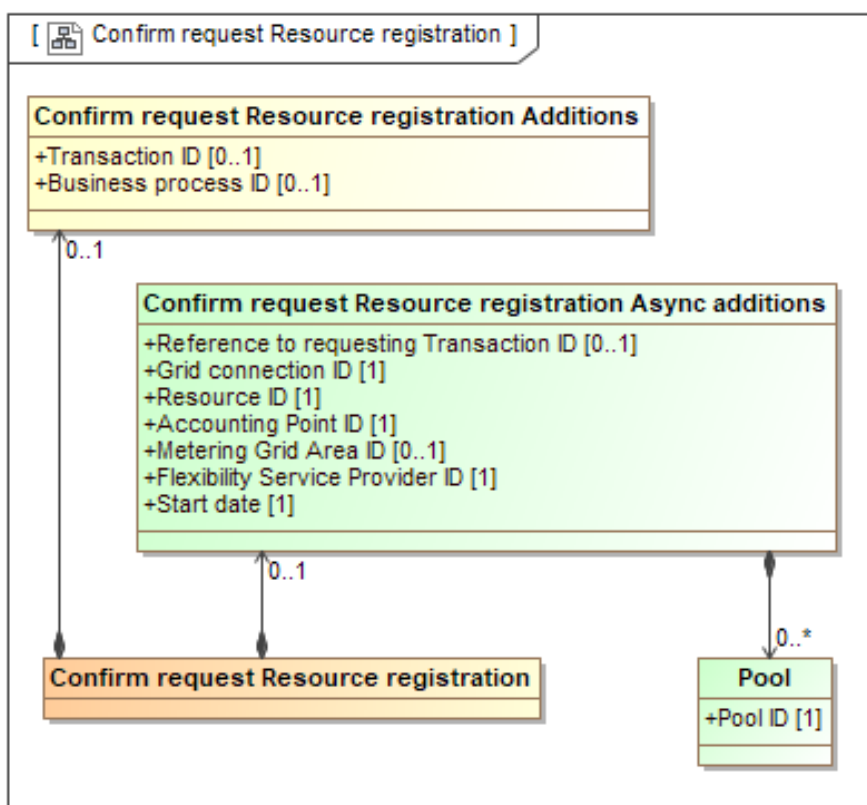 [ Confirm request Resource registration ]
Confirm request Resource registration Additions
+Transaction ID [0..1]
+Business process ID [0..1]
0..1
Confirm request Resource registration Async additions
+Reference to requesting Transaction ID [0..1]
+Grid connection ID [1]
+Resource ID [1]
+Accounting Point ID [1]
+Metering Grid Area ID [0..1]
+Flexibility Service Provider ID [1]
+Start date [1]
0..1
0..*
Confirm request Resource registration
Pool
+Pool ID [1]